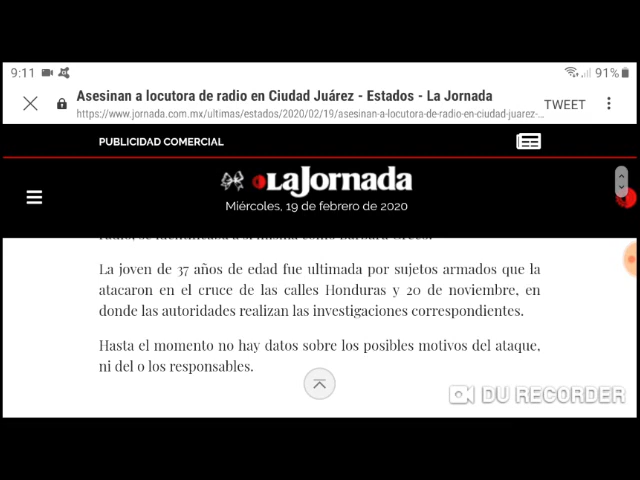 9:11
91%
Asesinan a locutora de radio en Ciudad Juárez - Estados - La Jornada
https://www.jornada.com.mx/ultimas/estados/2020/02/19/asesinan-a-locutora-de-radio-en-ciudad-juarez-...
TWEET
PUBLICIDAD COMERCIAL
LaJornada
Miércoles, 19 de febrero de 2020
La joven de 37 años de edad fue ultimada por sujetos armados que la
atacaron en el cruce de las calles Honduras y 20 de noviembre, en
donde las autoridades realizan las investigaciones correspondientes.
Hasta el momento no hay datos sobre los posibles motivos del ataque,
ni del o los responsables.
DU RECORDER